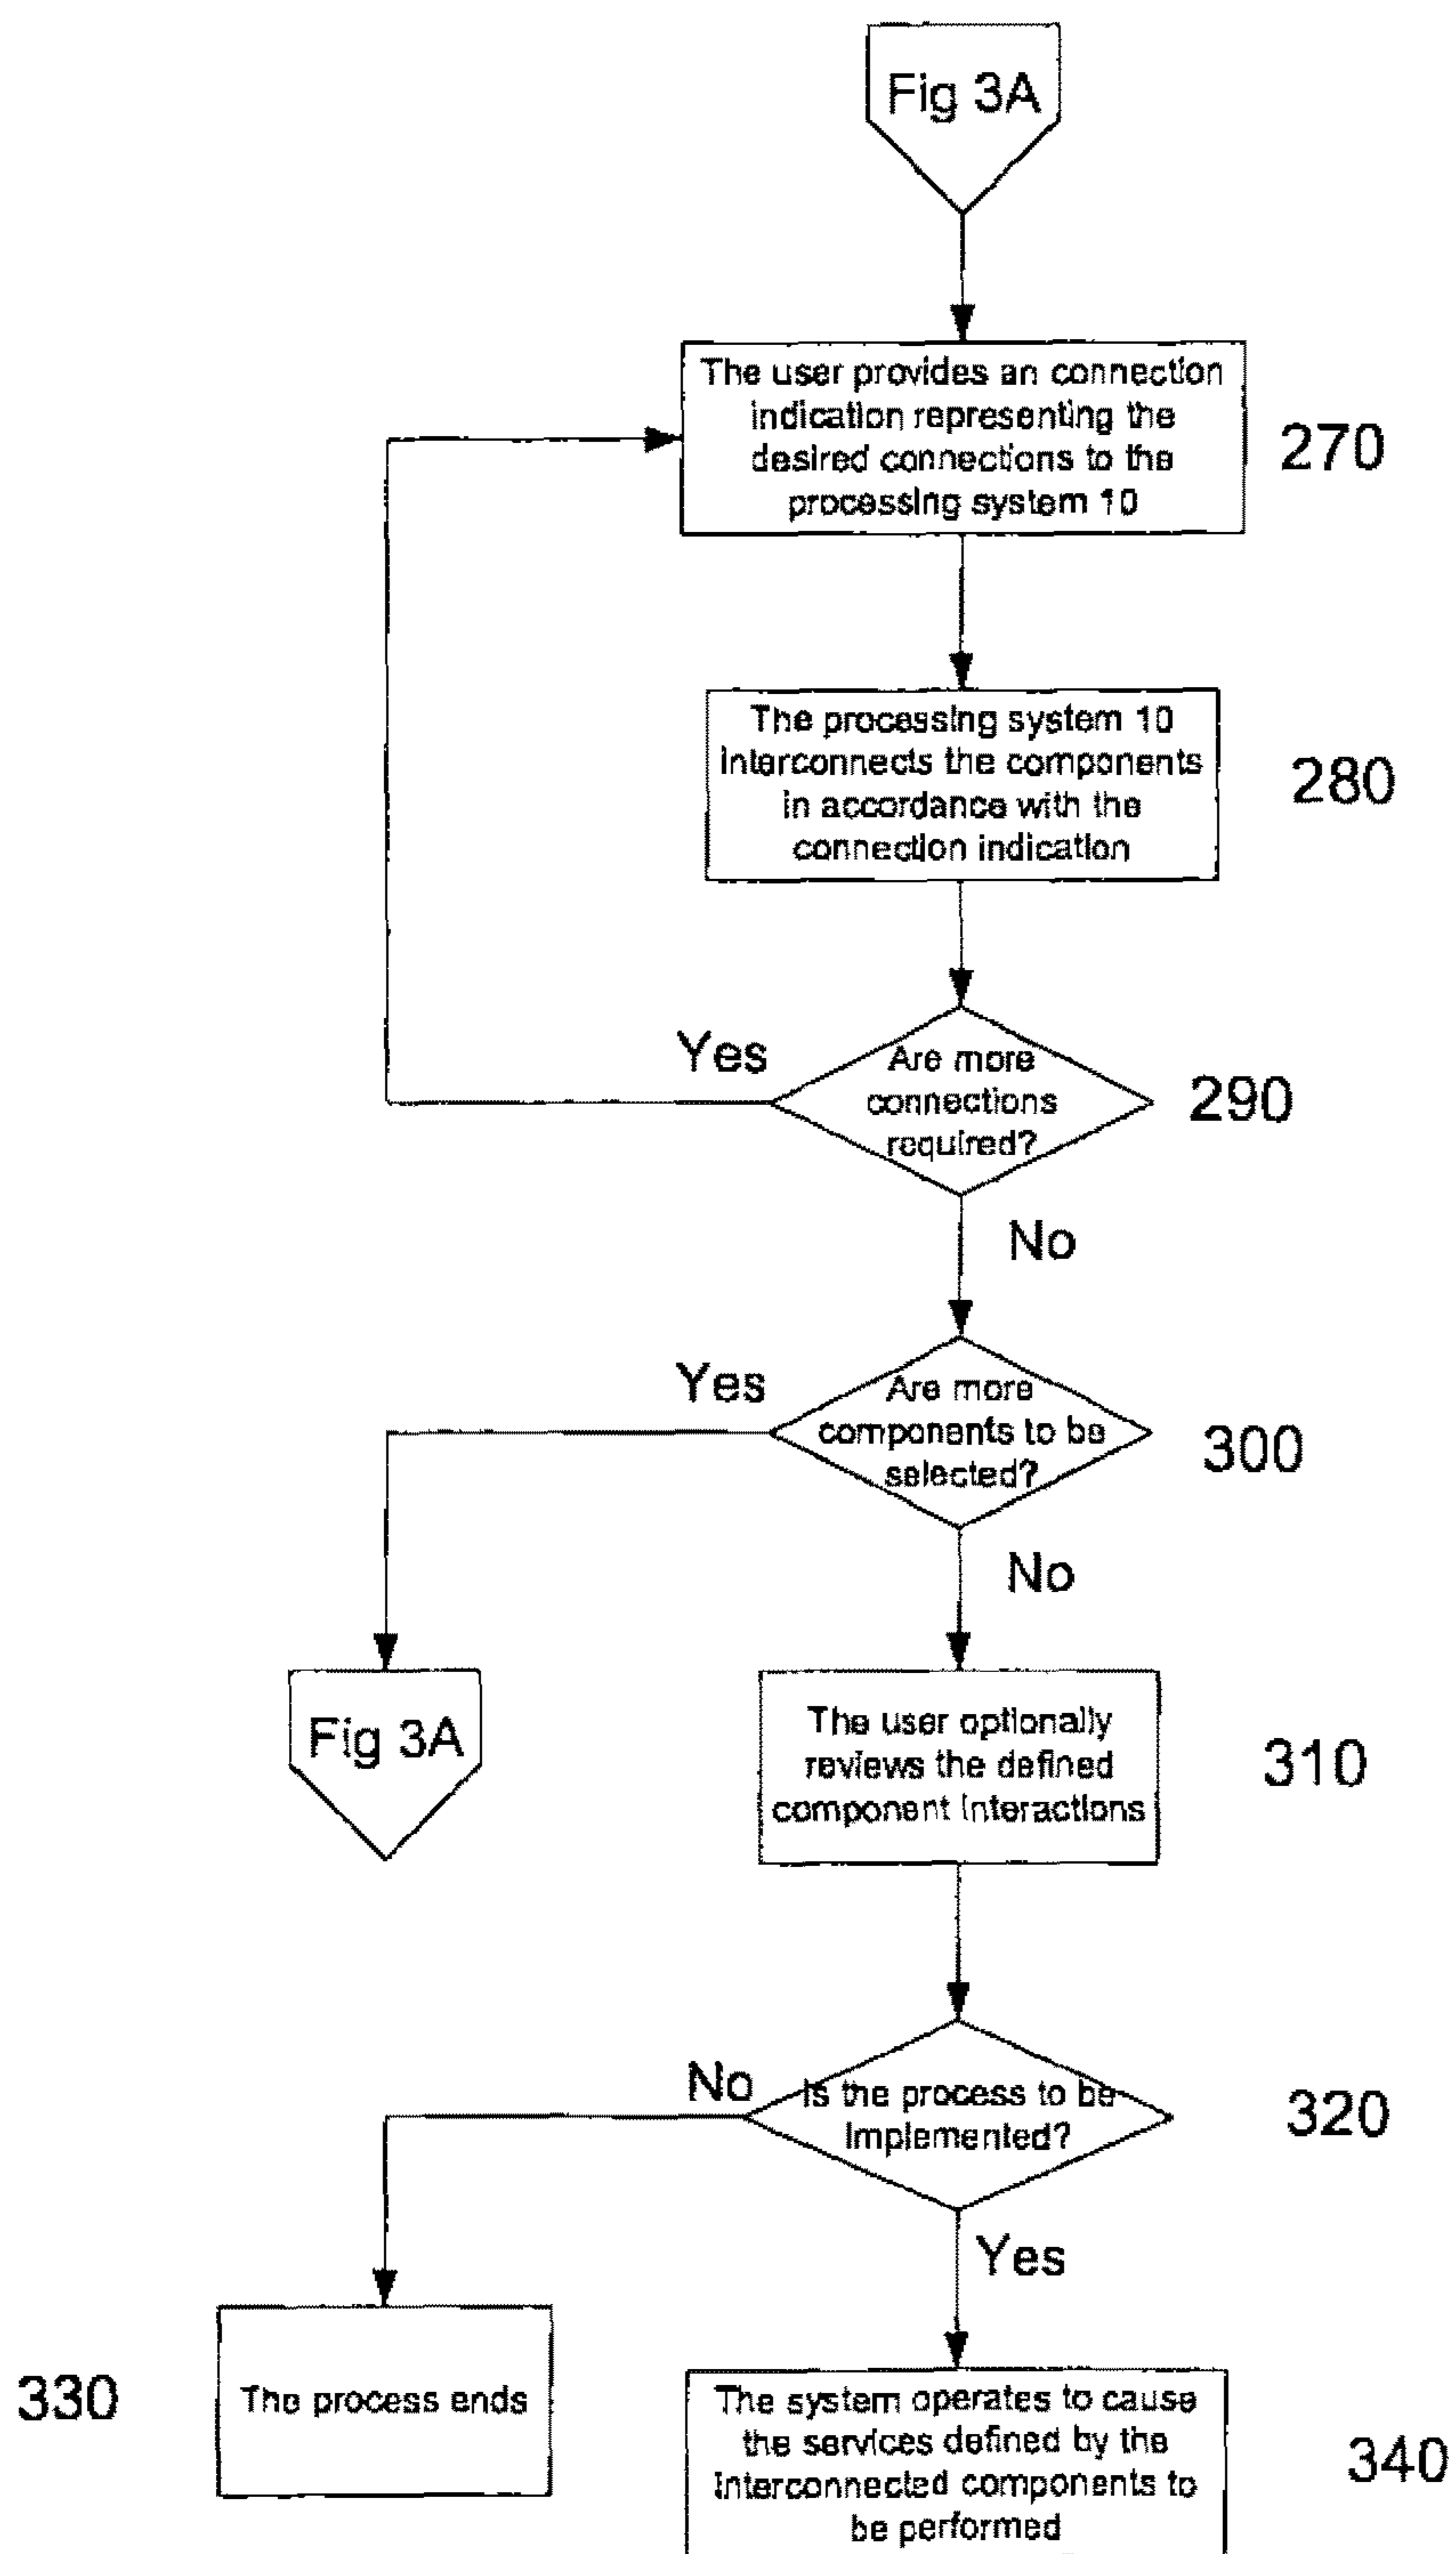 Fig 3A
The user provides an connection
indication representing the
desired connections to the
processing system 10
270
The processing system 10
interconnects the components
in accordance with the
connection indication
280
Yes
Are more
connections
required?
290
No
Yes
Are more
components to be
selected?
300
No
Fig 3A
The user optionally
reviews the defined
component interactions
310
No
Is the process to be
implemented?
320
Yes
330
The process ends
The system operates to cause
the services defined by the
interconnected components to
be performed
340